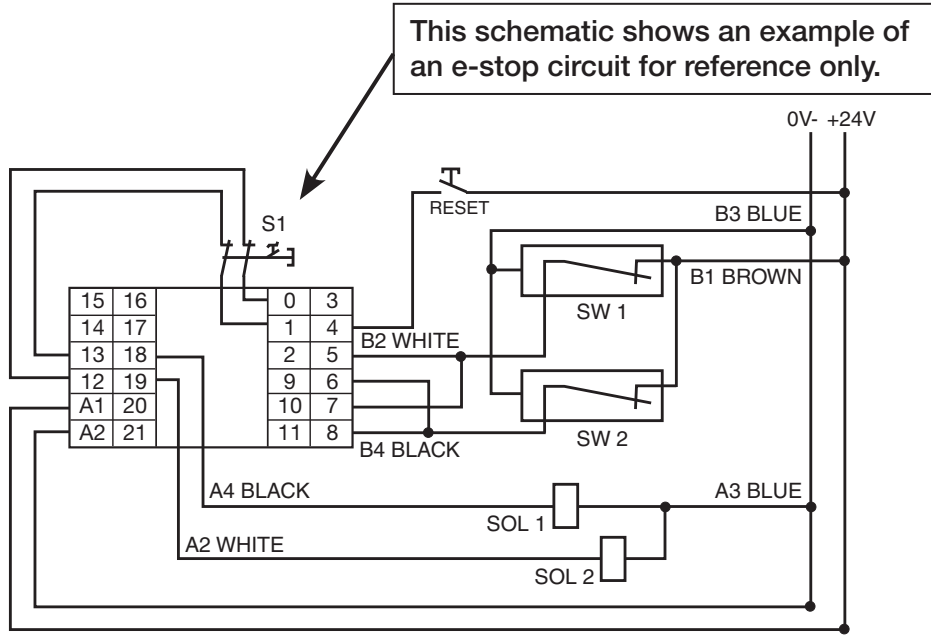 This schematic shows an example of
an e-stop circuit for reference only.
0V- +24V
RESET
B3 BLUE
S1
B1 BROWN
SW 1
15 16 0 3
14 17 1 4
B2 WHITE
13 18 2 5
12 19 9 6
A1 20 10 7
A2 21 11 8
SW 2
B4 BLACK
A4 BLACK
A3 BLUE
SOL 1
A2 WHITE
SOL 2